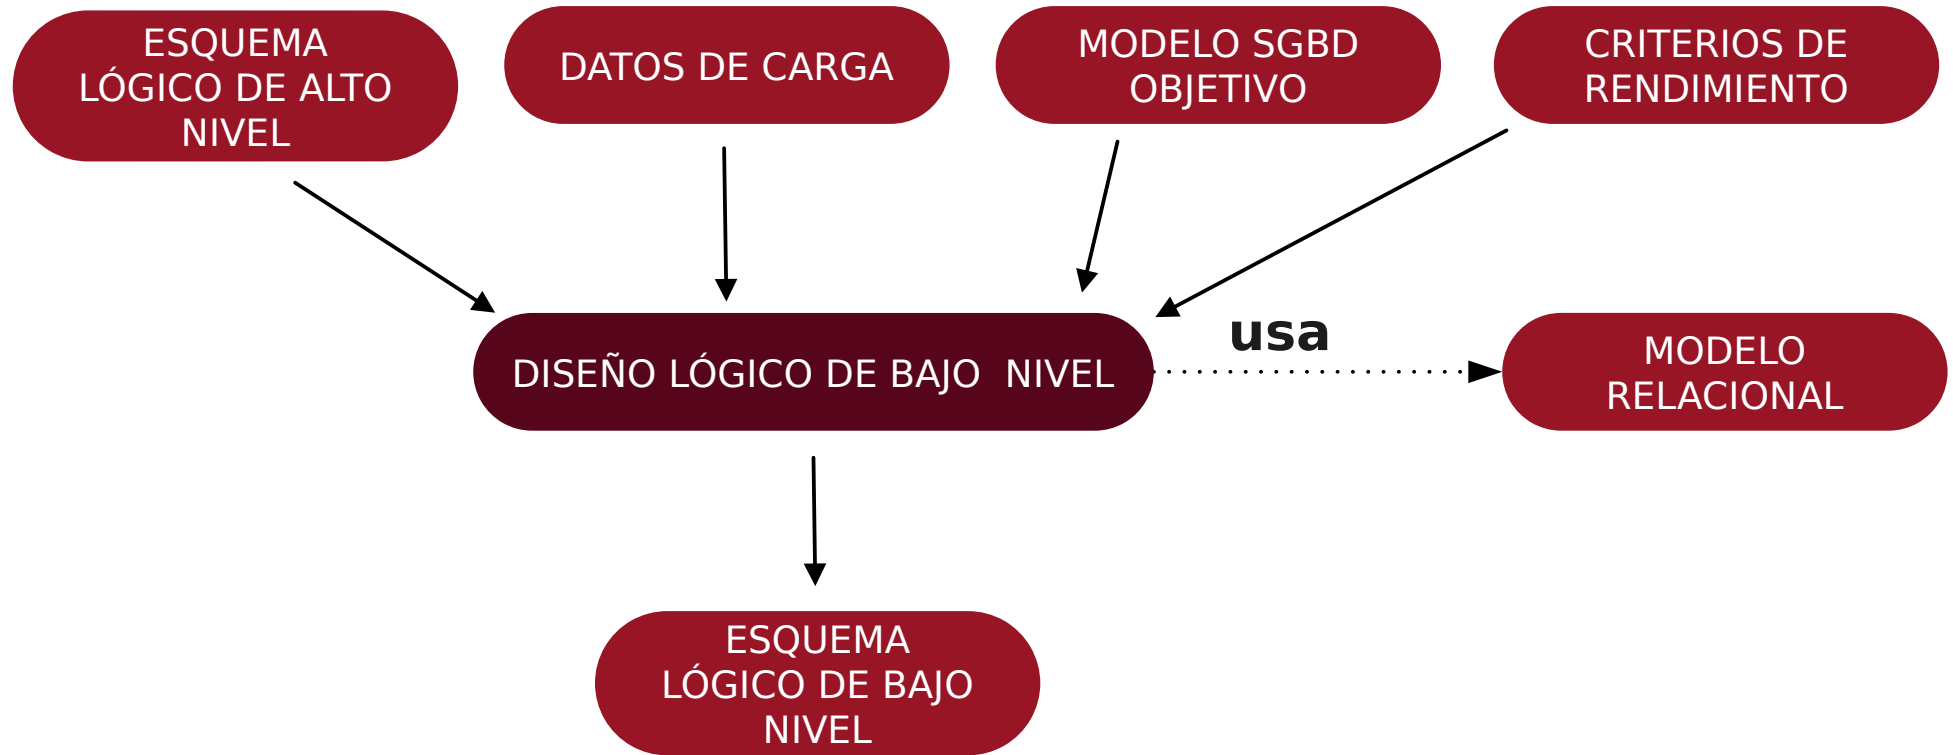 ESQUEMA
LÓGICO DE ALTO
NIVEL
DATOS DE CARGA
MODELO SGBD
OBJETIVO
CRITERIOS DE
RENDIMIENTO
DISEÑO LÓGICO DE BAJO  NIVEL
usa
MODELO
RELACIONAL
ESQUEMA
LÓGICO DE BAJO
NIVEL